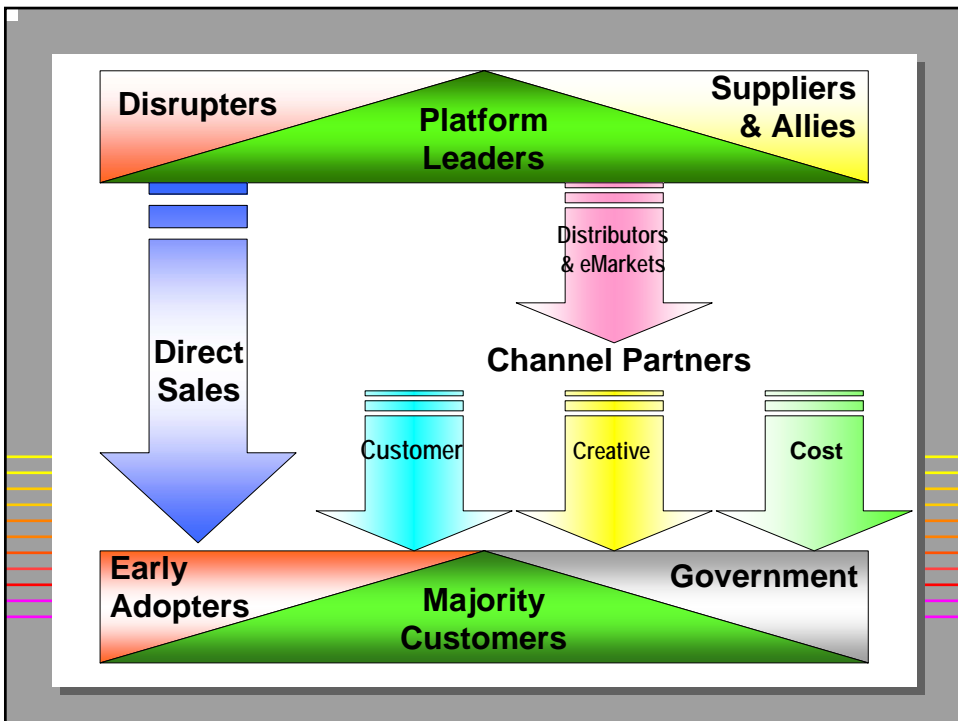 Disrupters
Platform
Leaders
Suppliers
& Allies
Distributors
& eMarkets
Direct
Sales
Channel Partners
Customer
Creative
Cost
Early
Adopters
Majority
Customers
Government